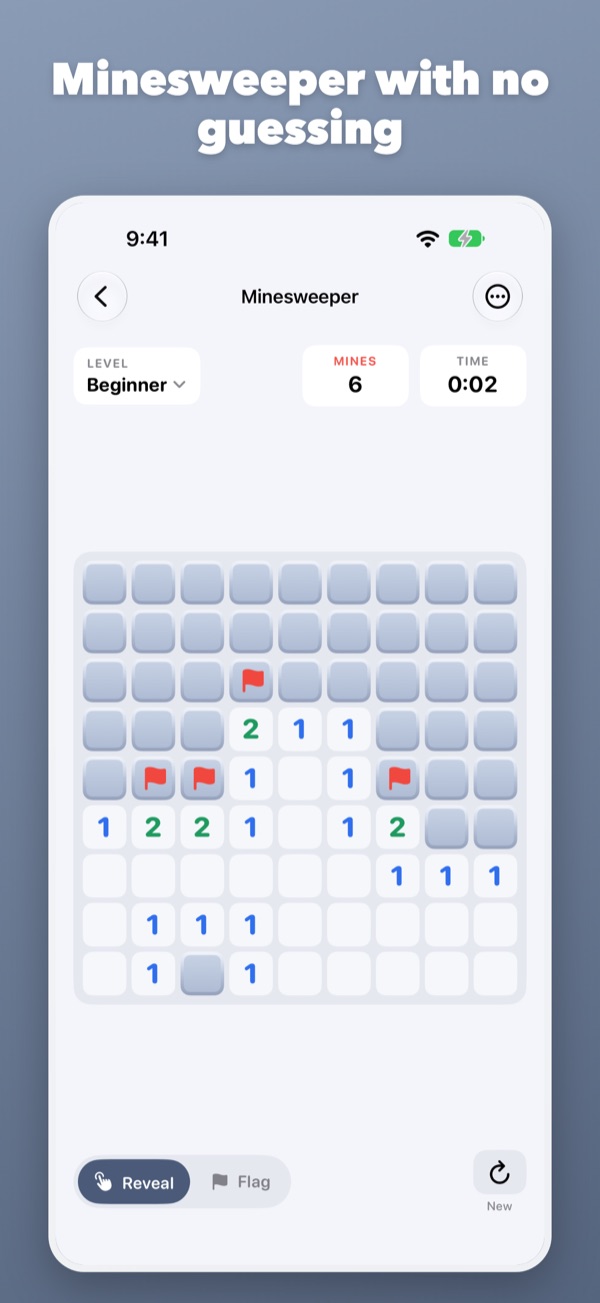 Minesweeper with no
guessing
9:41
Minesweeper
LEVEL
Beginner
MINES
6
TIME
0:02
2 1 1
1 1
1 2 2 1 1 2
1 1 1
1 1 1
1 1
Reveal
Flag
New